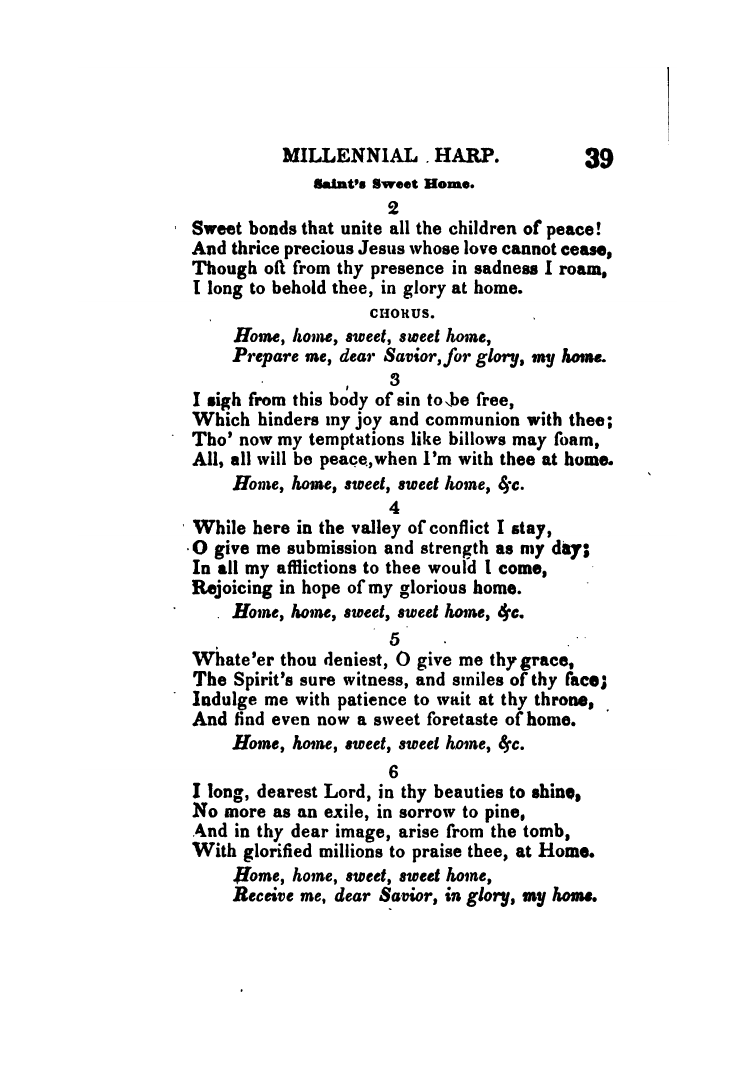 MILLENNIAL HARP. 39
Saint's Sweet Home.
2
Sweet bonds that unite all the children of peace!
And thrice precious Jesus whose love cannot cease,
Though oft from thy presence in sadness I roam,
I long to behold thee, in glory at home.
CHORUS.
Home, home, sweet, sweet home,
Prepare me, dear Savior, for glory, my home.
3
I sigh from this body of sin to be free,
Which hinders my joy and communion with thee;
Tho' now my temptations like billows may foam,
All, all will be peace, when I'm with thee at home.
Home, home, sweet, sweet home, &c.
4
While here in the valley of conflict I stay,
O give me submission and strength as my day;
In all my afflictions to thee would I come,
Rejoicing in hope of my glorious home.
Home, home, sweet, sweet home, &c.
5
Whate'er thou deniest, O give me thy grace,
The Spirit's sure witness, and smiles of thy face;
Indulge me with patience to wait at thy throne,
And find even now a sweet foretaste of home.
Home, home, sweet, sweet home, &c.
6
I long, dearest Lord, in thy beauties to shine,
No more as an exile, in sorrow to pine,
And in thy dear image, arise from the tomb,
With glorified millions to praise thee, at Home.
Home, home, sweet, sweet home,
Receive me, dear Savior, in glory, my home.